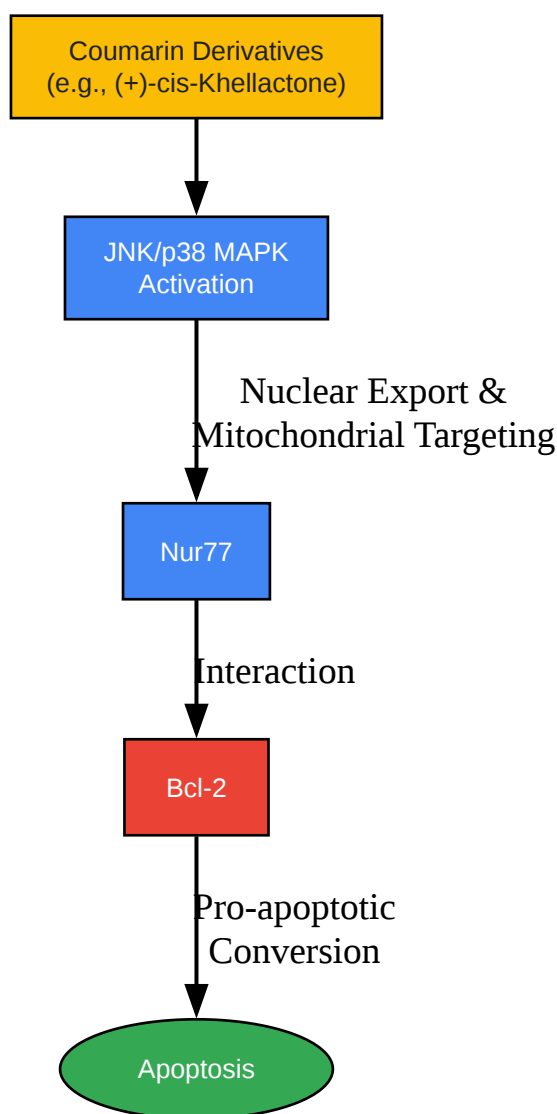 Coumarin Derivatives
(e.g., (+)-cis-Khellactone)
JNK/p38 MAPK
Activation
Nuclear Export &
Mitochondrial Targeting
Nur77
Interaction
Bcl-2
Pro-apoptotic
Conversion
Apoptosis